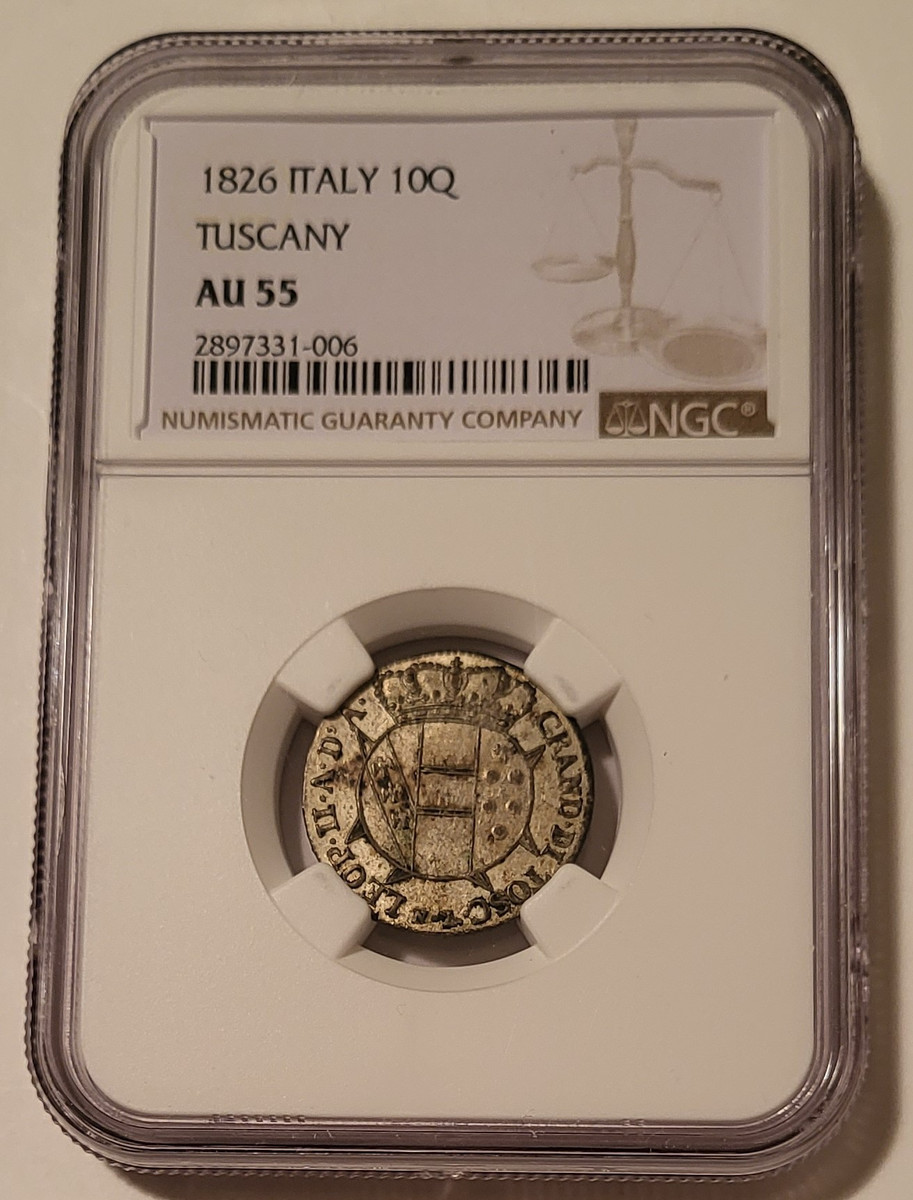 1826 ITALY 10Q
TUSCANY
AU 55
2897331-006
NUMISMATIC GUARANTY COMPANY
NGC®
LEOP·II·A·D·A·
GRAND·D·
TOSC